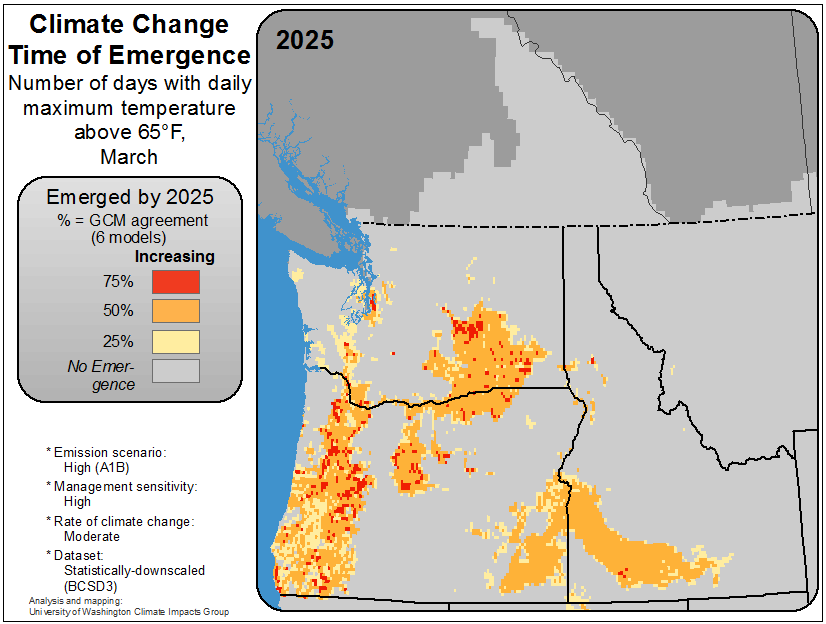 Climate Change
Time of Emergence
Number of days with daily
maximum temperature
above 65°F,
March
2025
Emerged by 2025
% = GCM agreement
(6 models)
Increasing
75%
50%
25%
No Emer-
gence
* Emission scenario:
High (A1B)
* Management sensitivity:
High
* Rate of climate change:
Moderate
* Dataset:
Statistically-downscaled
(BCSD3)
Analysis and mapping:
University of Washington Climate Impacts Group